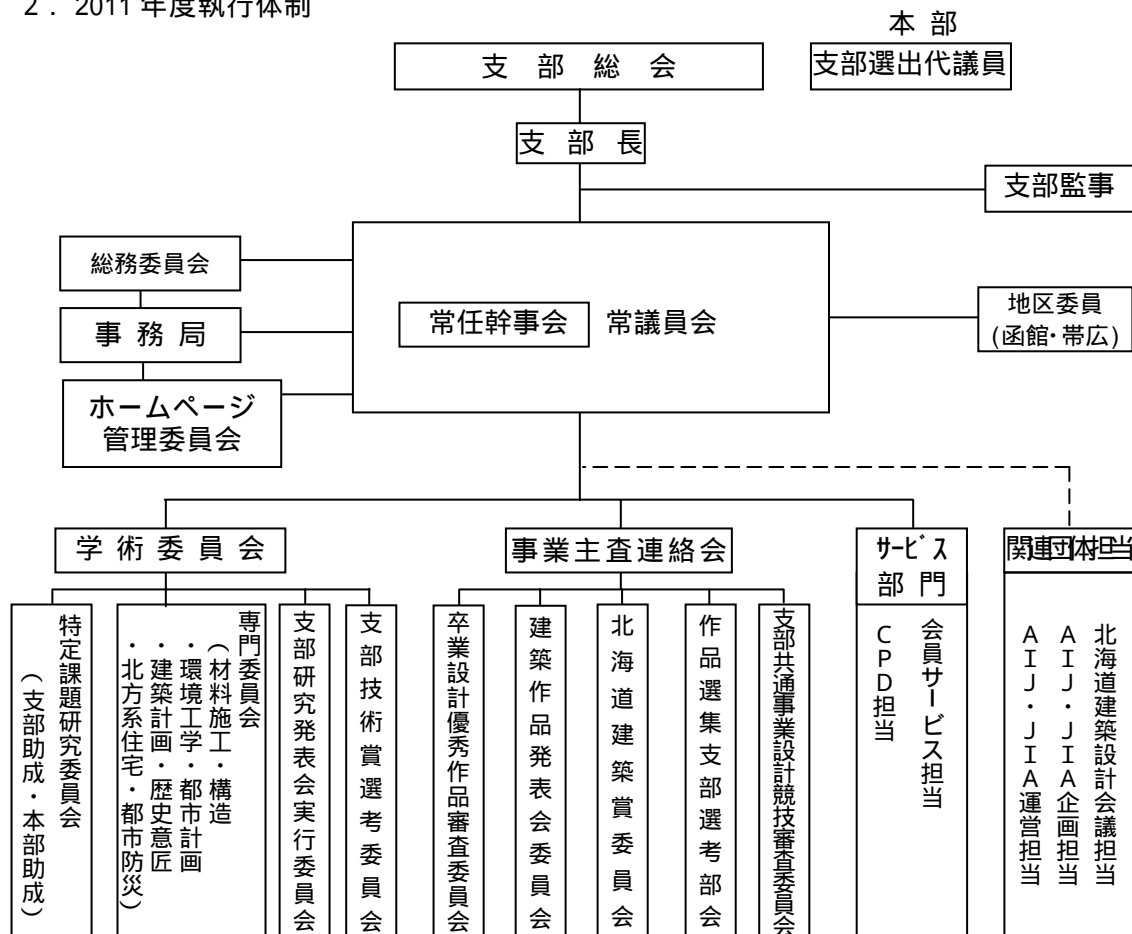 2．2011年度執行体制
本 部
支 部 総 会
支部選出代議員
支 部 長
支部監事
総務委員会
事 務 局
ホームページ
管理委員会
常任幹事会
常議員会
地区委員
(函館・帯広)
学 術 委 員 会
事業主査連絡会
ｻｰﾋﾞｽ
部 門
関連団体担当
特定課題研究委員会
（支部助成・本部助成）
専門委員会
（材料施工・構造
・環境工学・都市計画
・建築計画・歴史意匠
・北方系住宅・都市防災）
支部研究発表会実行委員会
支部技術賞選考委員会
卒業設計優秀作品審査委員会
建築作品発表会委員会
北海道建築賞委員会
作品選集支部選考部会
支部共通事業設計競技審査委員会
会員サービス担当
CPD担当
北海道建築設計会議担当
AIJ・JIA企画担当
AIJ・JIA運営担当